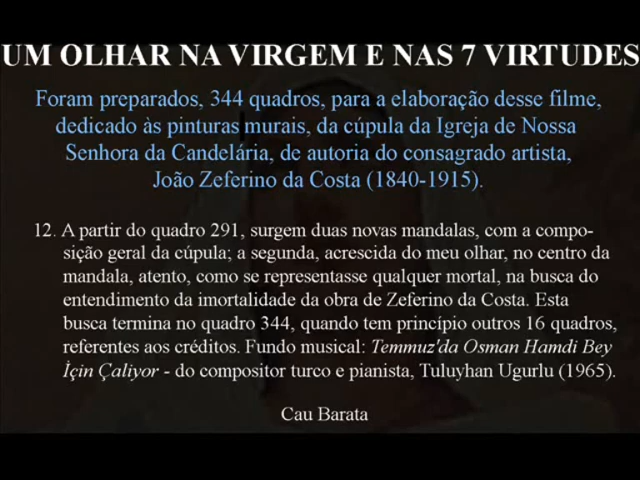 UM OLHAR NA VIRGEM E NAS 7 VIRTUDES
Foram preparados, 344 quadros, para a elaboração desse filme,
dedicado às pinturas murais, da cúpula da Igreja de Nossa
Senhora da Candelária, de autoria do consagrado artista,
João Zeferino da Costa (1840-1915).
12. A partir do quadro 291, surgem duas novas mandalas, com a compo-
sição geral da cúpula; a segunda, acrescida do meu olhar, no centro da
mandala, atento, como se representasse qualquer mortal, na busca do
entendimento da imortalidade da obra de Zeferino da Costa. Esta
busca termina no quadro 344, quando tem princípio outros 16 quadros,
referentes aos créditos. Fundo musical: Temmuz'da Osman Hamdi Bey
İçin Çaliyor - do compositor turco e pianista, Tuluyhan Ugurlu (1965).
Cau Barata